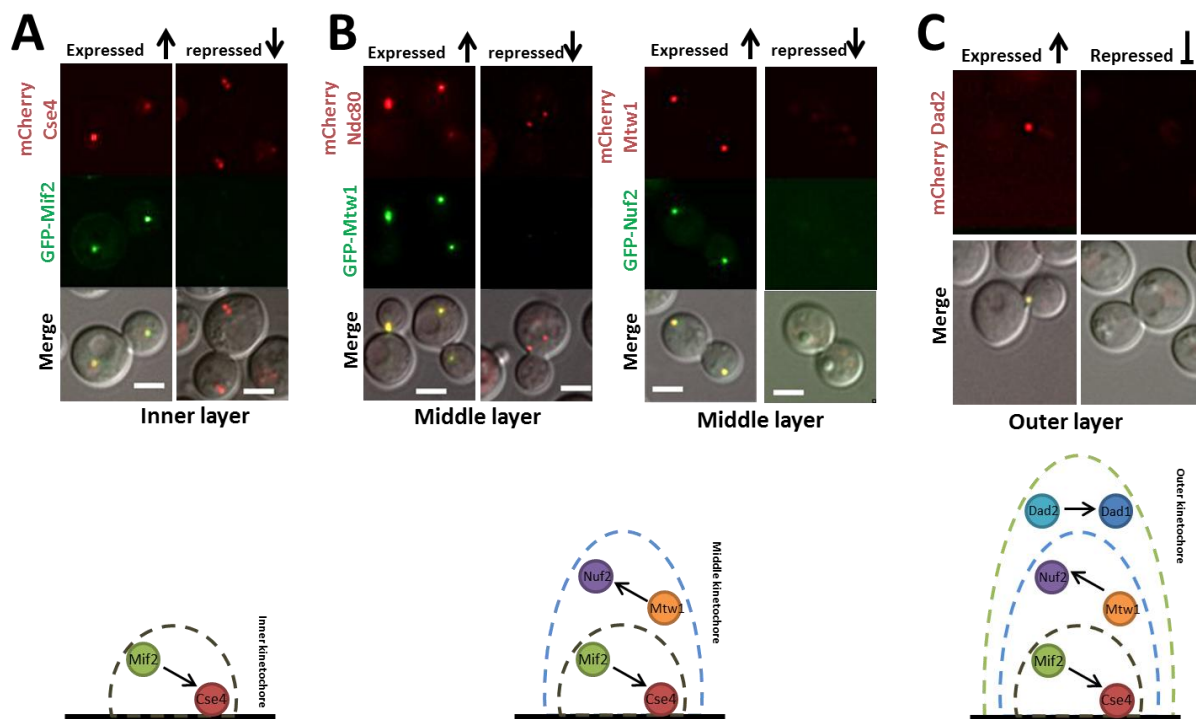 A
Expressed
repressed
mCherry
Cse4
GFP-Mif2
Merge
Inner layer
B
Expressed
repressed
mCherry
Ndc80
GFP-Mtw1
Merge
Middle layer
Expressed
repressed
mCherry
Mtw1
GFP-Nuf2
Middle layer
C
Expressed
Repressed
mCherry Dad2
Merge
Outer layer
Mif2
Cse4
Inner kinetochore
Nuf2
Mtw1
Mif2
Cse4
Middle kinetochore
Dad2
Dad1
Nuf2
Mtw1
Mif2
Cse4
Outer kinetochore